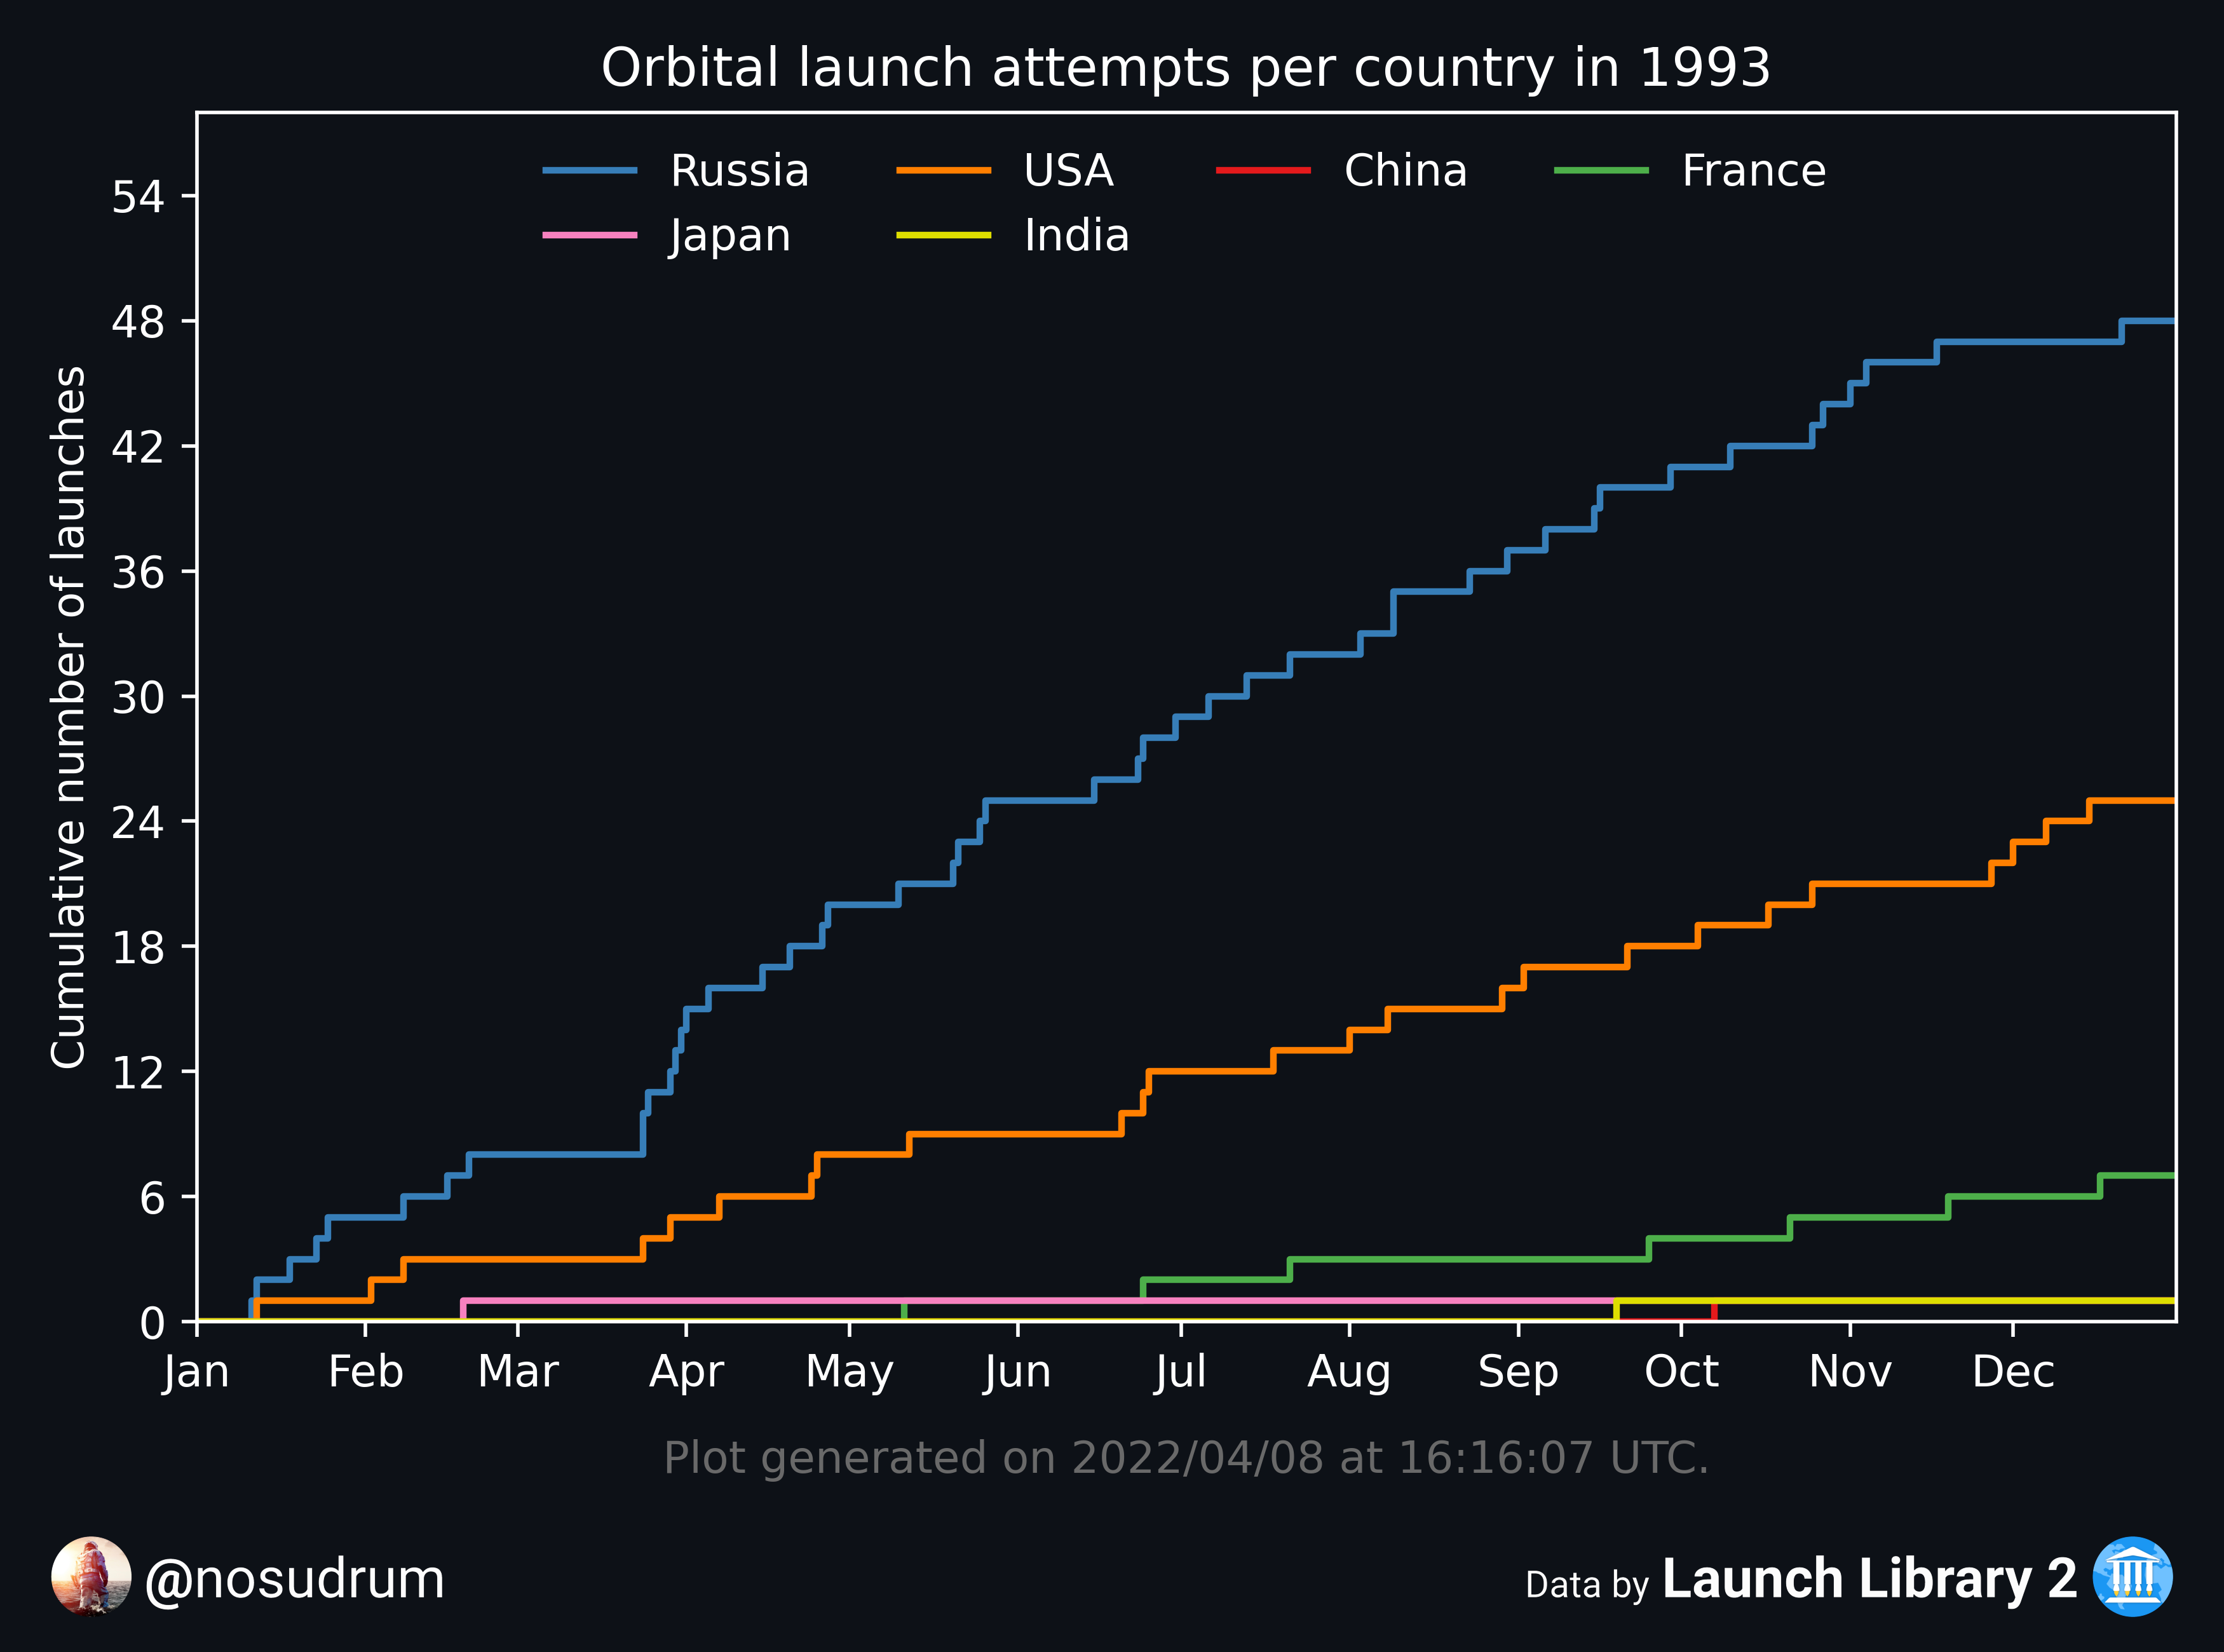 Orbital launch attempts per country in 1993
Russia USA China France
Japan India
54
48
42
36
30
24
18
12
6
0
Cumulative number of launches
Jan Feb Mar Apr May Jun Jul Aug Sep Oct Nov Dec
Plot generated on 2022/04/08 at 16:16:07 UTC.
@nosudrum
Data by Launch Library 2